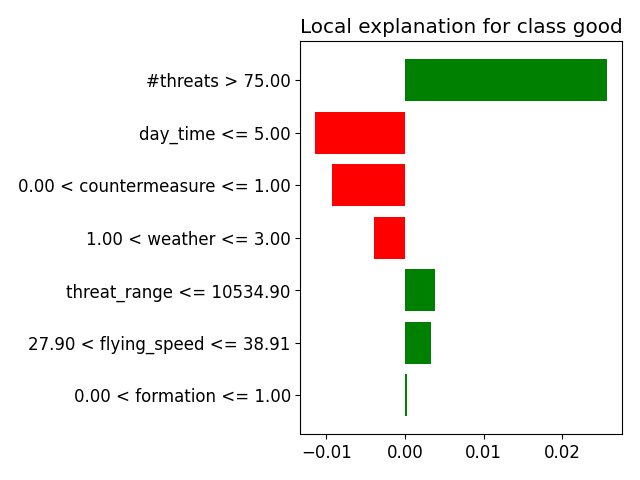 Local explanation for class good
#threats > 75.00
day_time <= 5.00
0.00 < countermeasure <= 1.00
1.00 < weather <= 3.00
threat_range <= 10534.90
27.90 < flying_speed <= 38.91
0.00 < formation <= 1.00
−0.01 0.00 0.01 0.02